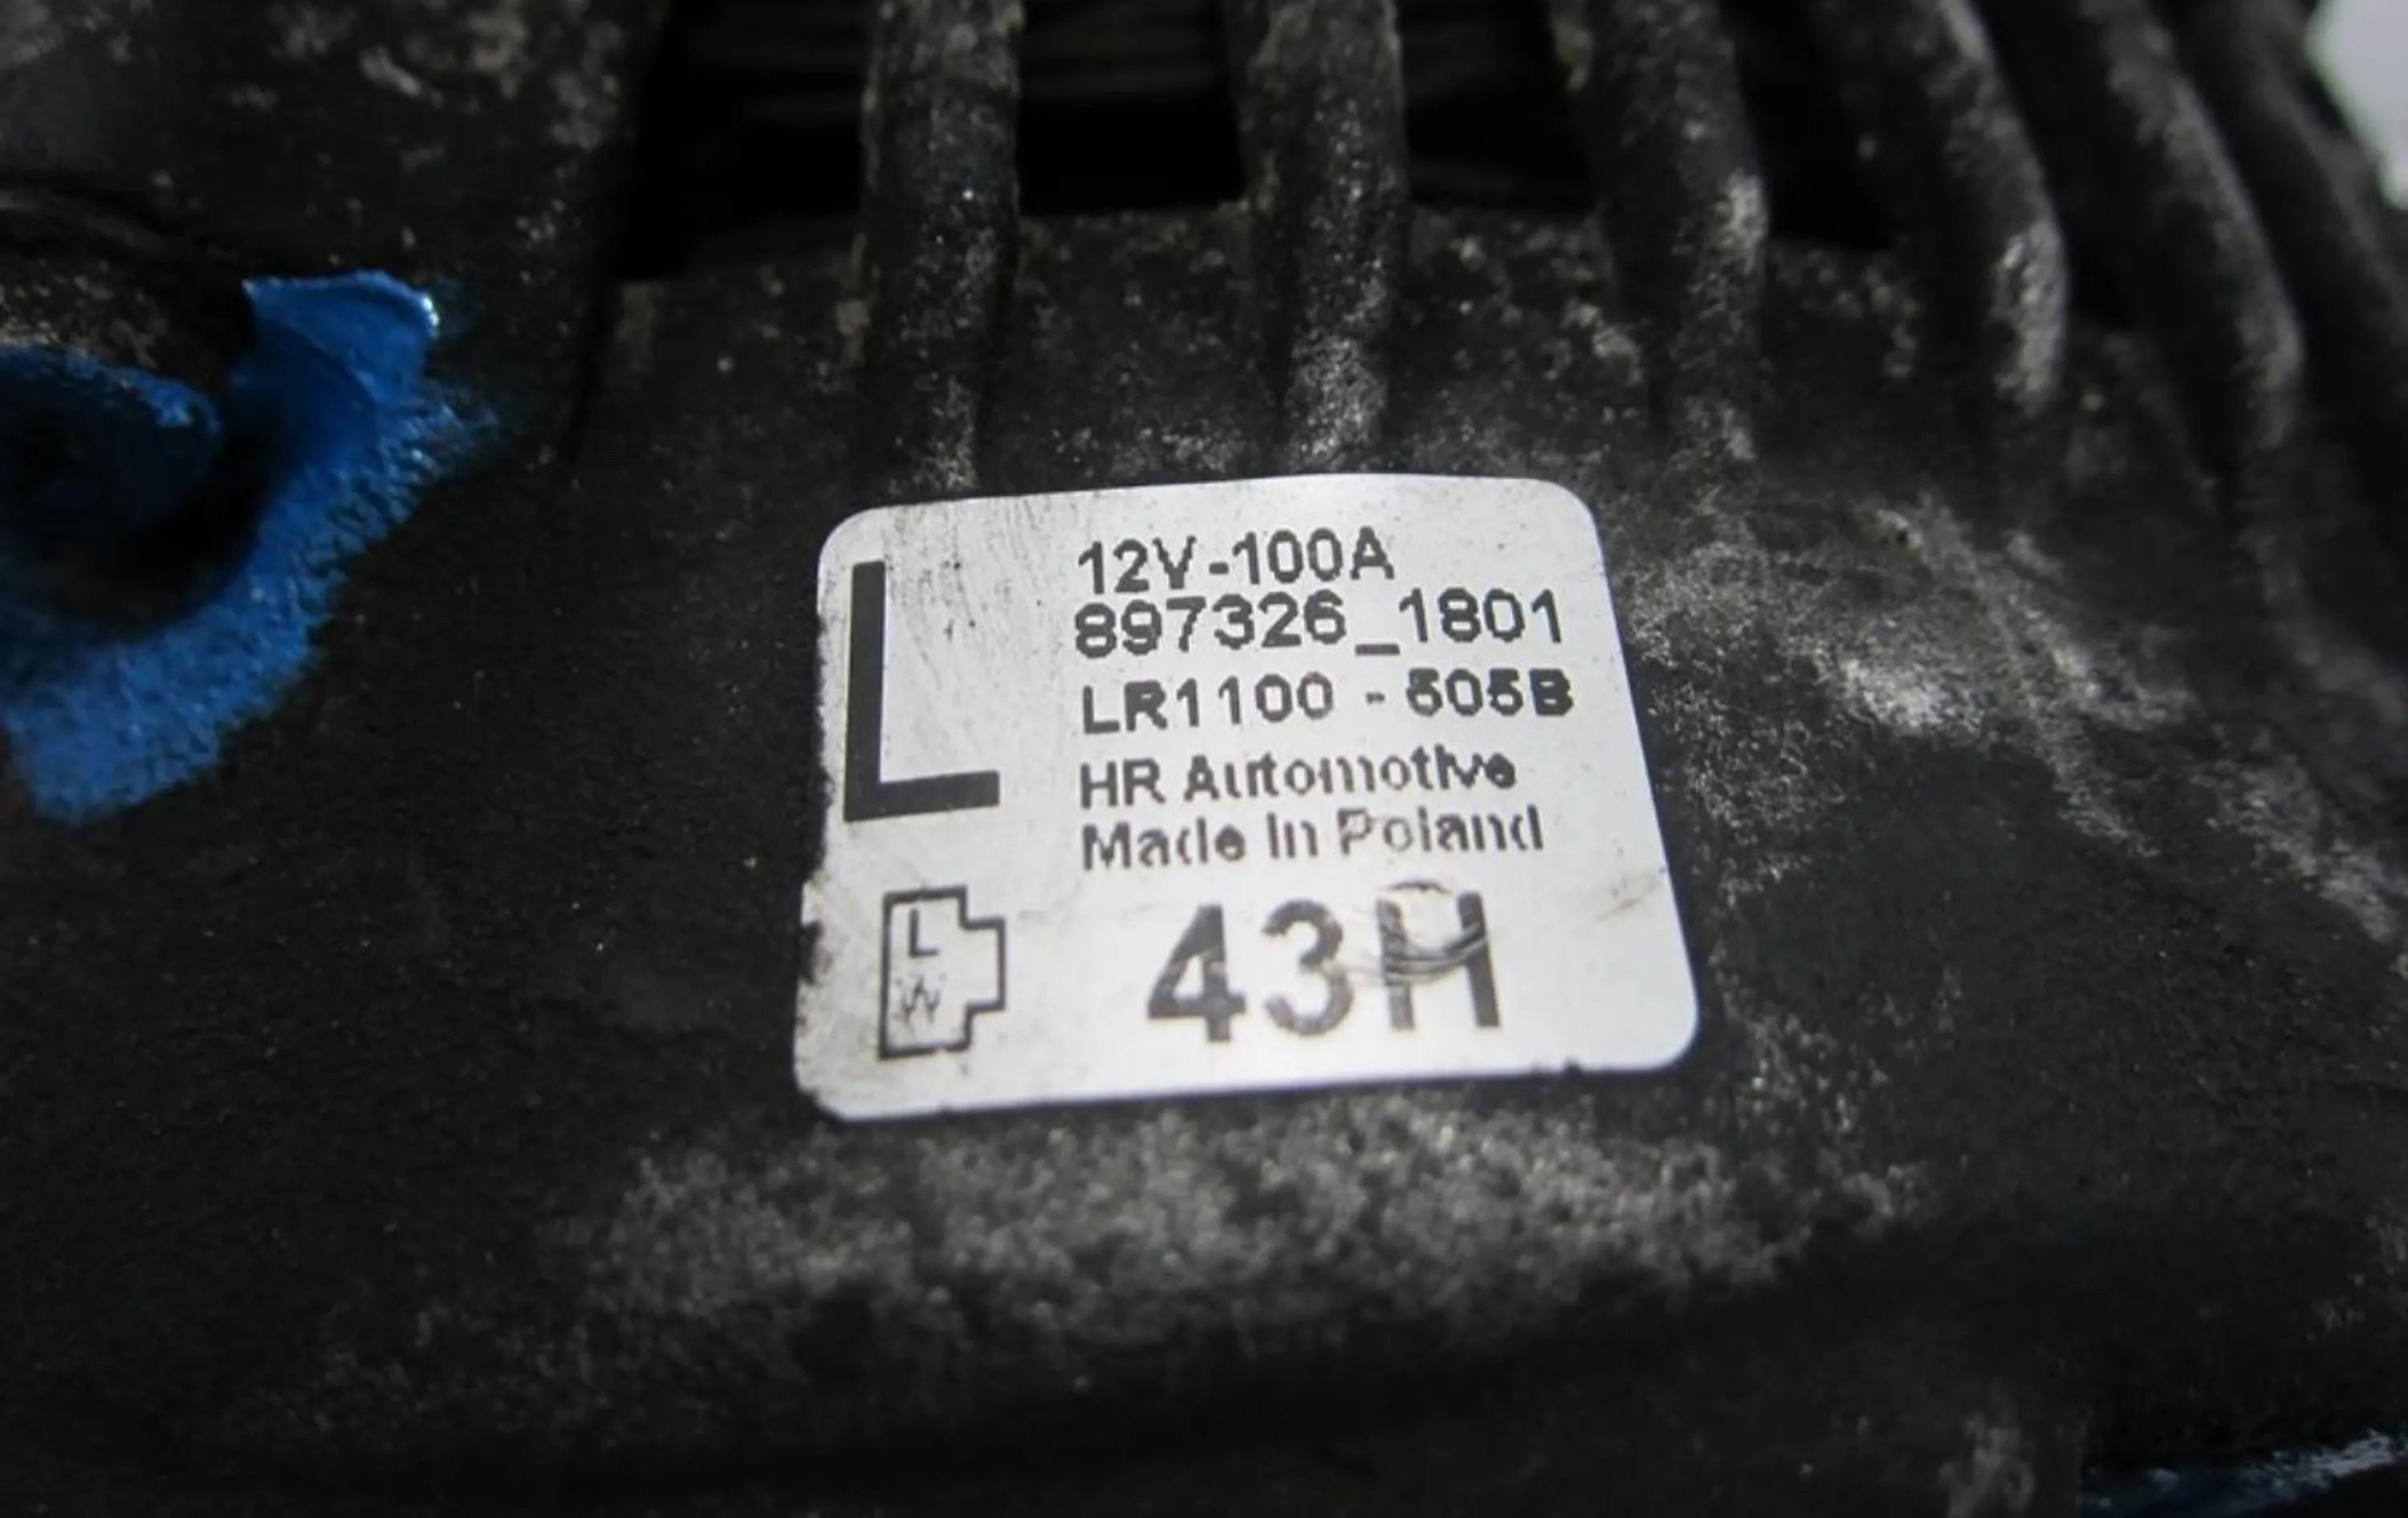 L
12V-100A
897326_1801
LR1100 - 505B
HR Automotive
Made In Poland
L
W
43H